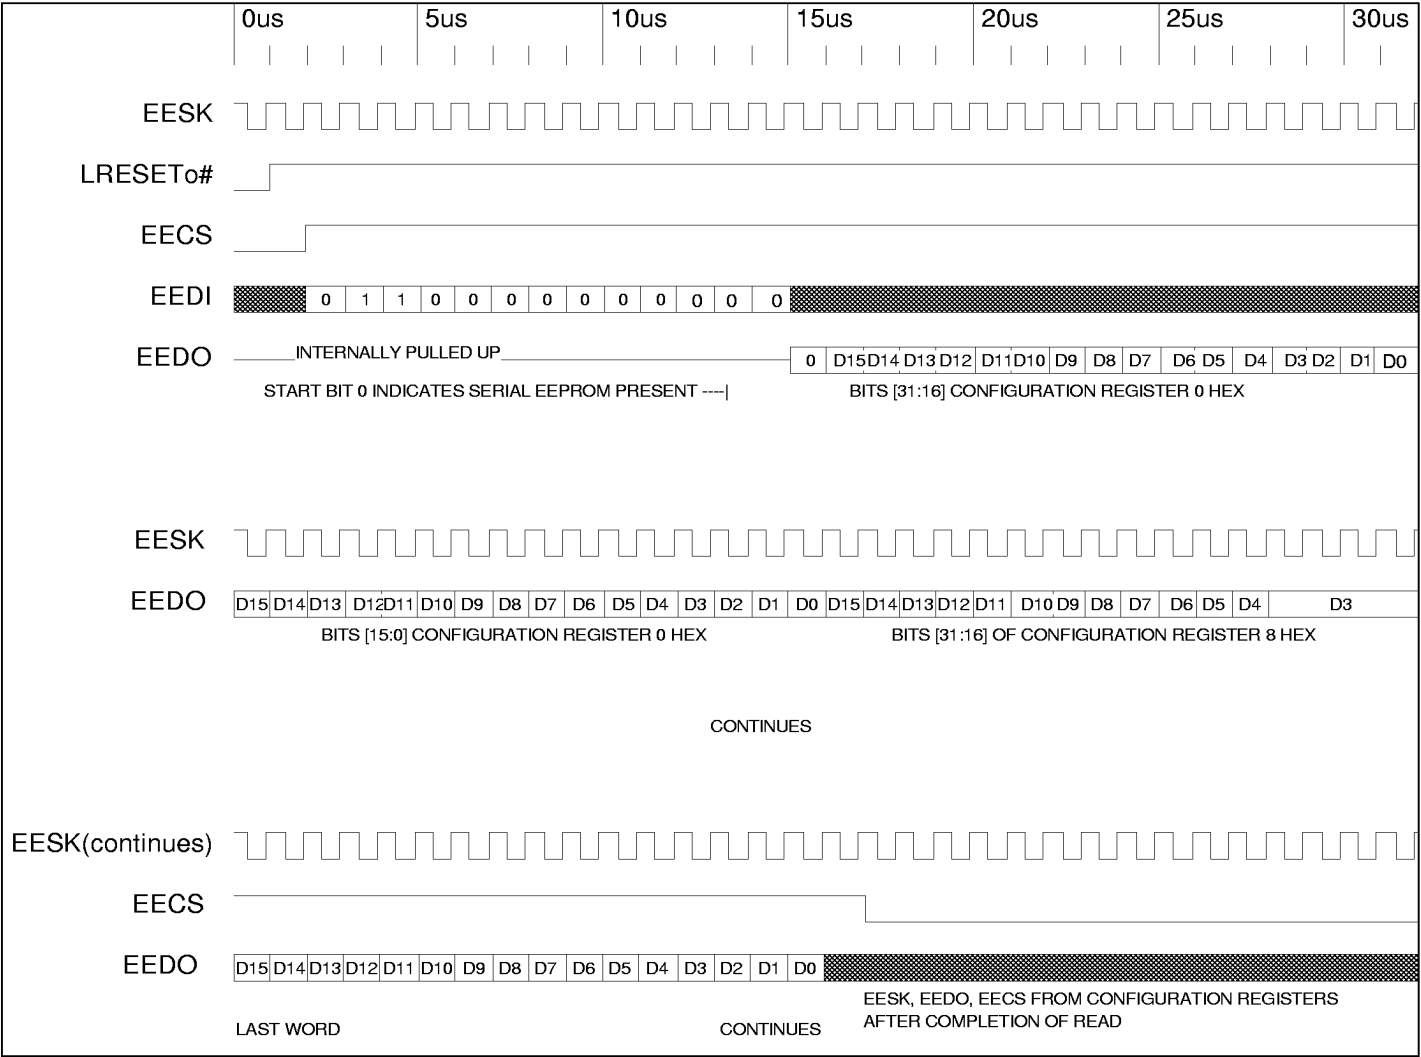 0us 5us 10us 15us 20us 25us 30us
EESK
LRESETo#
EECS
EEDI 0 1 1 0 0 0 0 0 0 0 0 0 0
EEDO INTERNALLY PULLED UP 0 D15 D14 D13 D12 D11 D10 D9 D8 D7 D6 D5 D4 D3 D2 D1 D0
START BIT 0 INDICATES SERIAL EEPROM PRESENT ----| BITS [31:16] CONFIGURATION REGISTER 0 HEX
EESK
EEDO D15 D14 D13 D12 D11 D10 D9 D8 D7 D6 D5 D4 D3 D2 D1 D0 D15 D14 D13 D12 D11 D10 D9 D8 D7 D6 D5 D4 D3
BITS [15:0] CONFIGURATION REGISTER 0 HEX BITS [31:16] OF CONFIGURATION REGISTER 8 HEX
CONTINUES
EESK(continues)
EECS
EEDO D15 D14 D13 D12 D11 D10 D9 D8 D7 D6 D5 D4 D3 D2 D1 D0
EESK, EEDO, EECS FROM CONFIGURATION REGISTERS
AFTER COMPLETION OF READ
LAST WORD CONTINUES